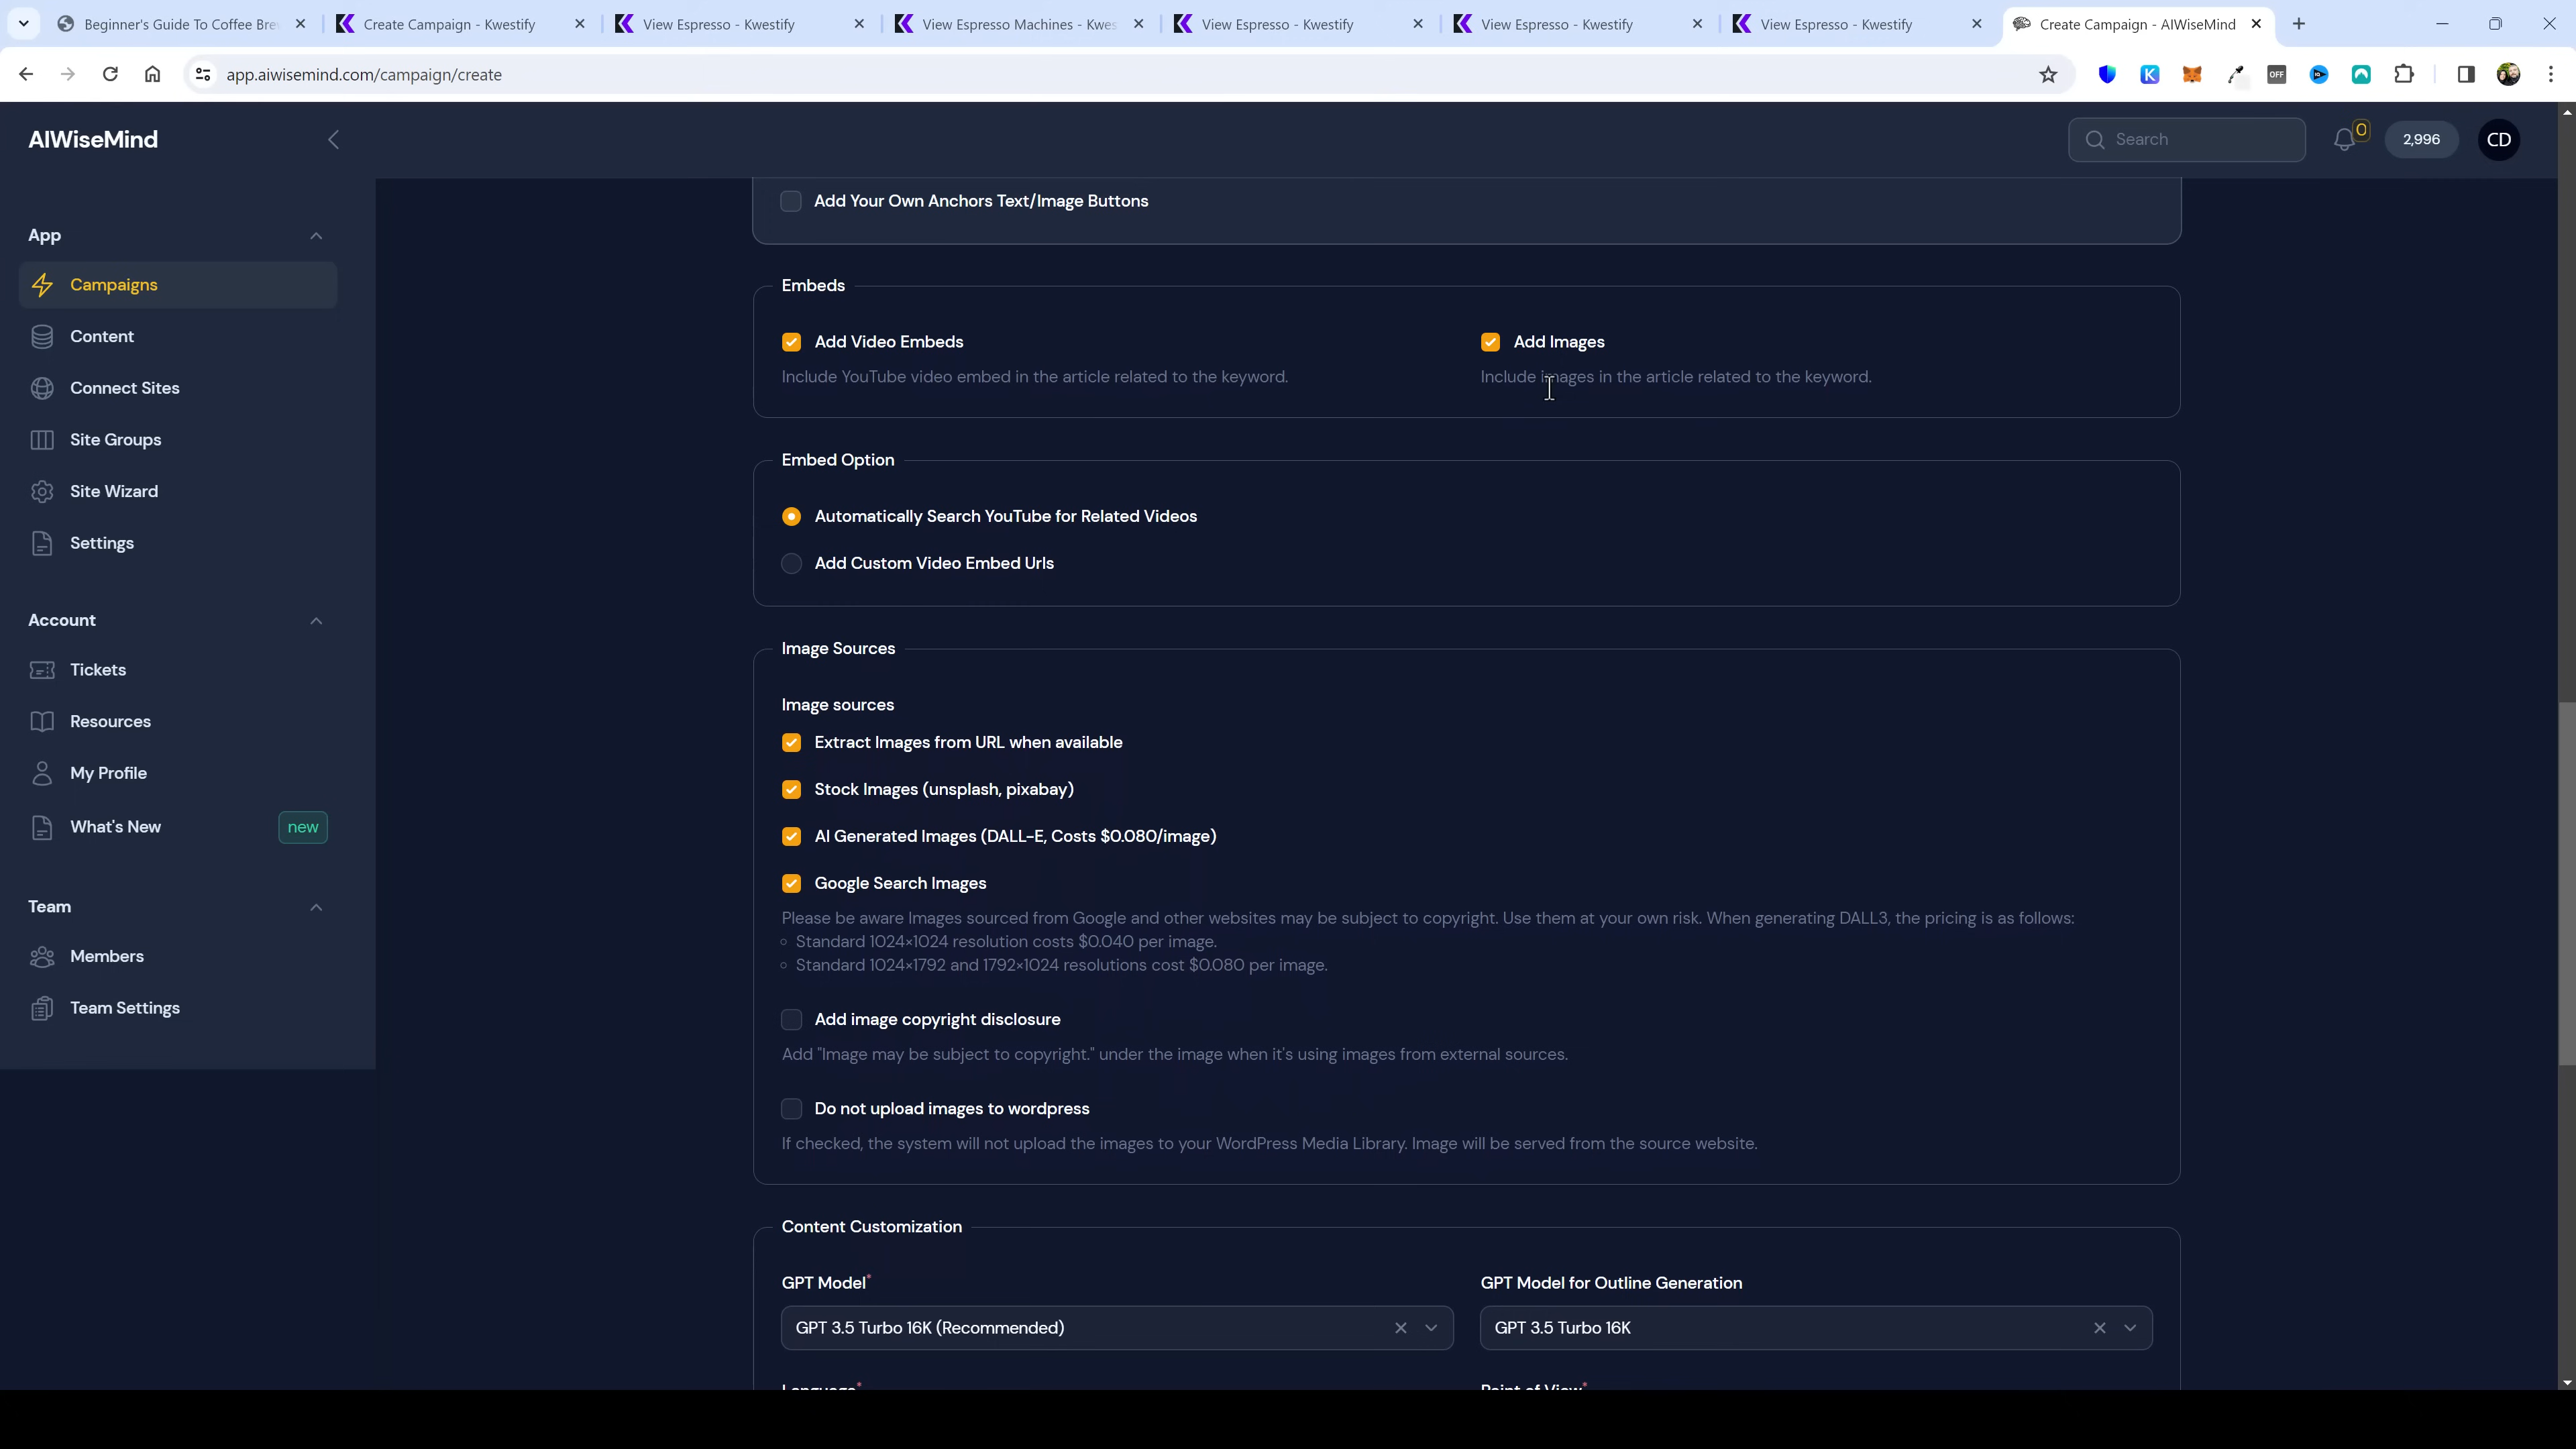 Beginner's Guide To Coffee Bre
Create Campaign - Kwestify
View Espresso - Kwestify
View Espresso Machines - Kwes
View Espresso - Kwestify
View Espresso - Kwestify
View Espresso - Kwestify
Create Campaign - AIWiseMind
app.aiwisemind.com/campaign/create
OFF
AIWiseMind
Search
0
2,996
CD
App
Campaigns
Content
Connect Sites
Site Groups
Site Wizard
Settings
Account
Tickets
Resources
My Profile
What's New
new
Team
Members
Team Settings
Add Your Own Anchors Text/Image Buttons
Embeds
Add Video Embeds
Include YouTube video embed in the article related to the keyword.
Add Images
Include images in the article related to the keyword.
Embed Option
Automatically Search YouTube for Related Videos
Add Custom Video Embed Urls
Image Sources
Image sources
Extract Images from URL when available
Stock Images (unsplash, pixabay)
AI Generated Images (DALL-E, Costs $0.080/image)
Google Search Images
Please be aware Images sourced from Google and other websites may be subject to copyright. Use them at your own risk. When generating DALL3, the pricing is as follows:
Standard 1024×1024 resolution costs $0.040 per image.
Standard 1024×1792 and 1792×1024 resolutions cost $0.080 per image.
Add image copyright disclosure
Add "Image may be subject to copyright." under the image when it's using images from external sources.
Do not upload images to wordpress
If checked, the system will not upload the images to your WordPress Media Library. Image will be served from the source website.
Content Customization
GPT Model*
GPT 3.5 Turbo 16K (Recommended)
GPT Model for Outline Generation
GPT 3.5 Turbo 16K
Language*
Point of View*